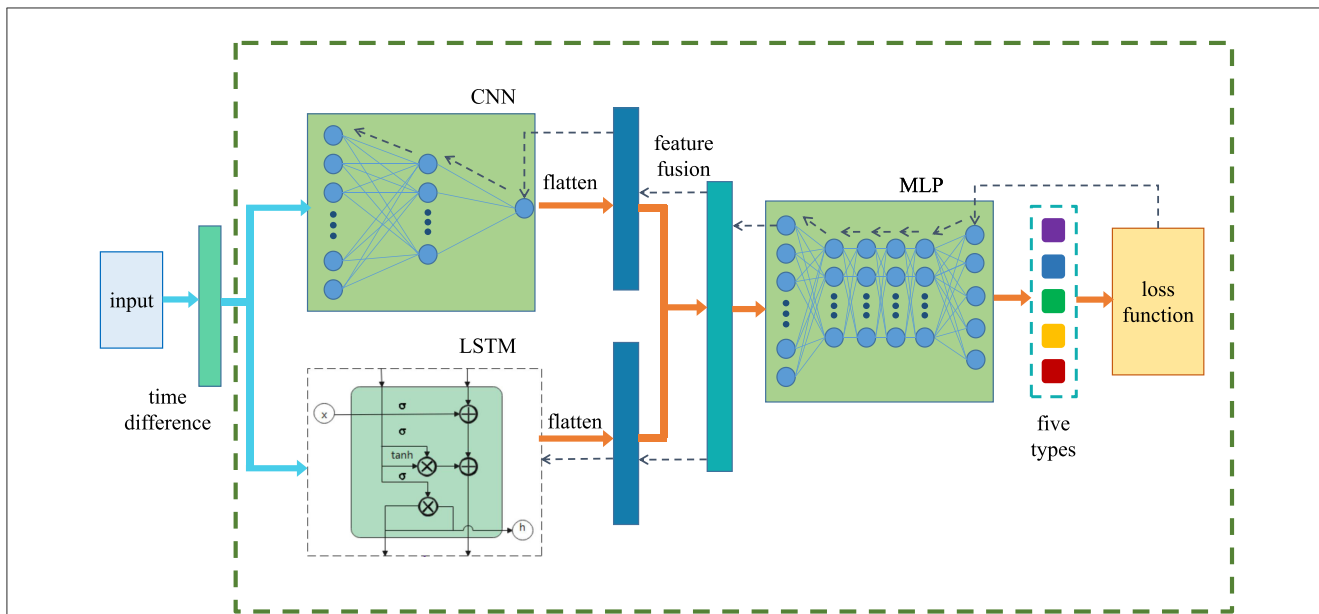 CNN
feature
fusion
flatten
MLP
input
loss
function
LSTM
time
difference
x
σ
σ
tanh
σ
h
flatten
five
types